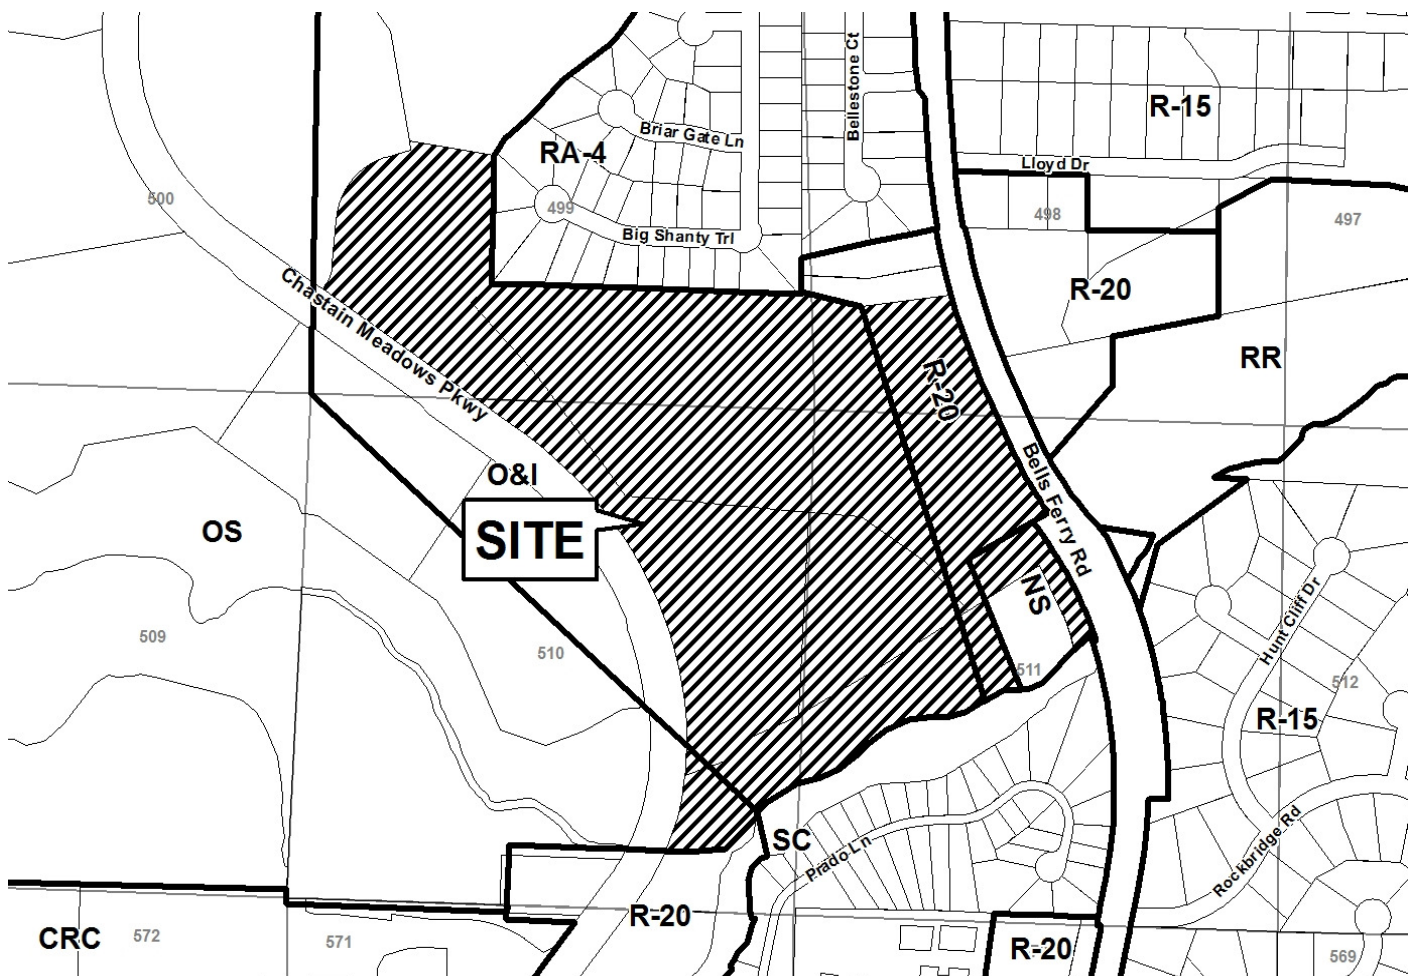 Bellestone Ct
R-15
Briar Gate Ln
RA-4
Lloyd Dr
500
499
498
497
Big Shanty Trl
Chastain Meadows Pkwy
R-20
RR
R-20
O&I
Bells Ferry Rd
OS
SITE
NS
Hunt Cliff Dr
509
510
511
512
R-15
SC
Prado Ln
Rockbridge Rd
R-20
CRC
572
571
R-20
569